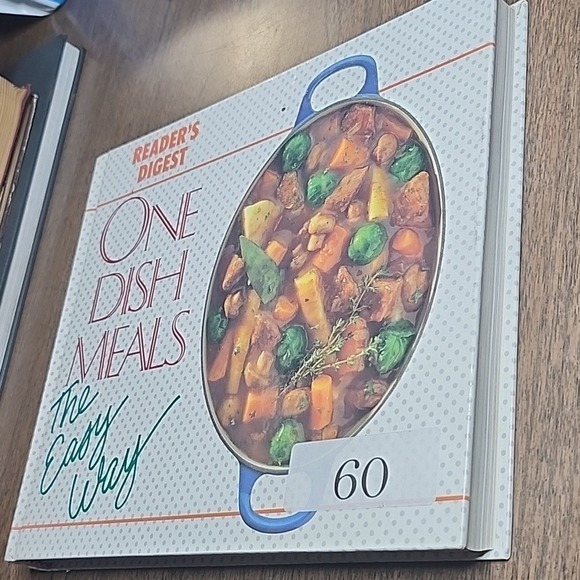 READER'S
DIGEST
ONE
DISH
MEALS
The
Easy
Way
60